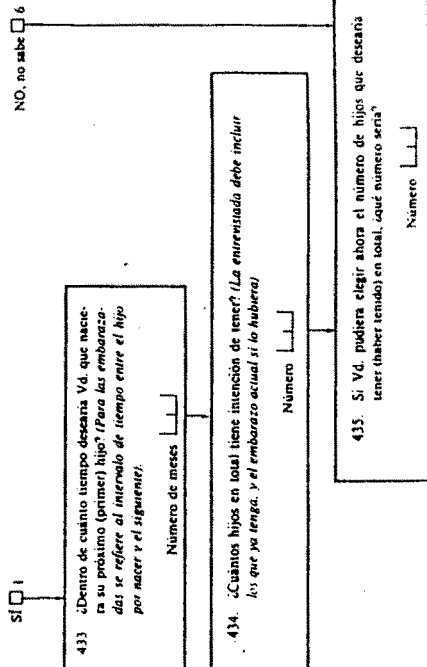 SÍ 1
NO, no sabe 6
433 ¿Dentro de cuánto tiempo desearía Vd. que nacie-
ra su próximo (primer) hijo? (Para las embaraza-
das se refiere al intervalo de tiempo entre el hijo
por nacer y el siguiente).
Número de meses
434. ¿Cuántos hijos en total tiene intención de tener? (La entrevistada debe incluir
los que ya tenga, y el embarazo actual si lo hubiera)
Número
435. Si Vd. pudiera elegir ahora el número de hijos que desearía
tener (haber tenido) en total, ¿qué número sería?
Número